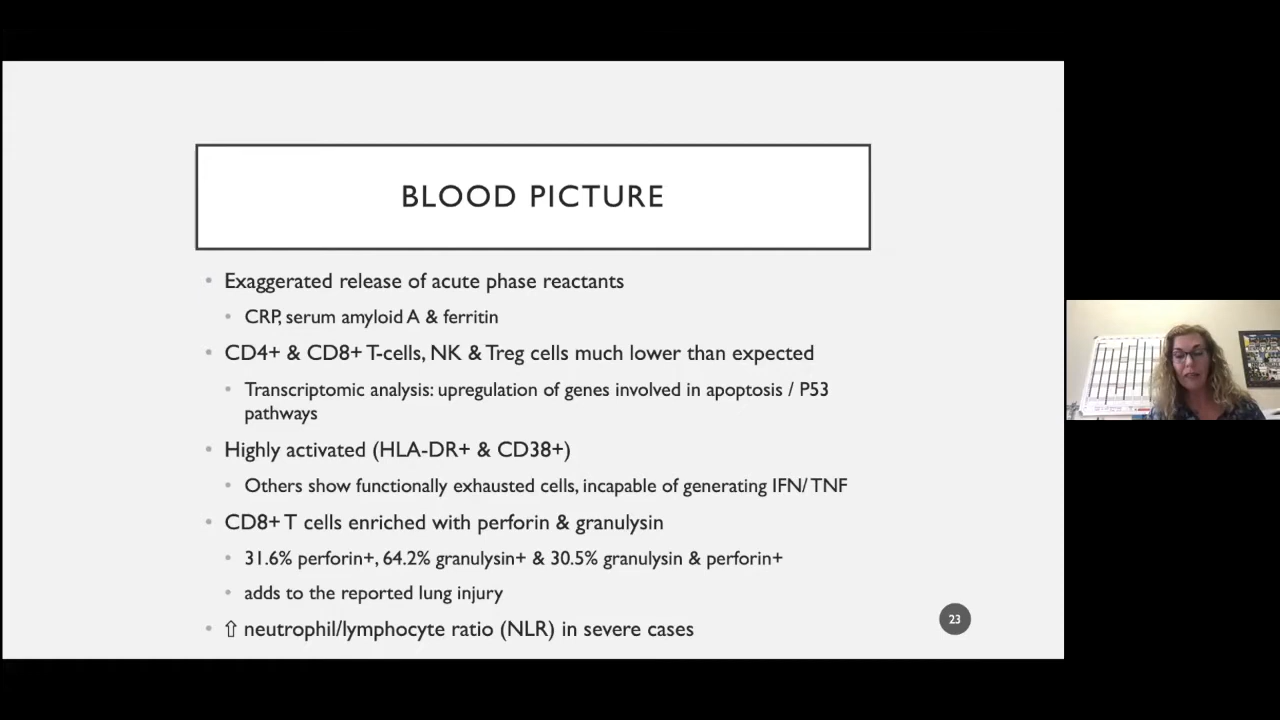 BLOOD PICTURE
• Exaggerated release of acute phase reactants
• CRP, serum amyloid A & ferritin
• CD4+ & CD8+ T-cells, NK & Treg cells much lower than expected
• Transcriptomic analysis: upregulation of genes involved in apoptosis / P53
pathways
• Highly activated (HLA-DR+ & CD38+)
• Others show functionally exhausted cells, incapable of generating IFN/ TNF
• CD8+ T cells enriched with perforin & granulysin
• 31.6% perforin+, 64.2% granulysin+ & 30.5% granulysin & perforin+
• adds to the reported lung injury
• ⇧ neutrophil/lymphocyte ratio (NLR) in severe cases
23